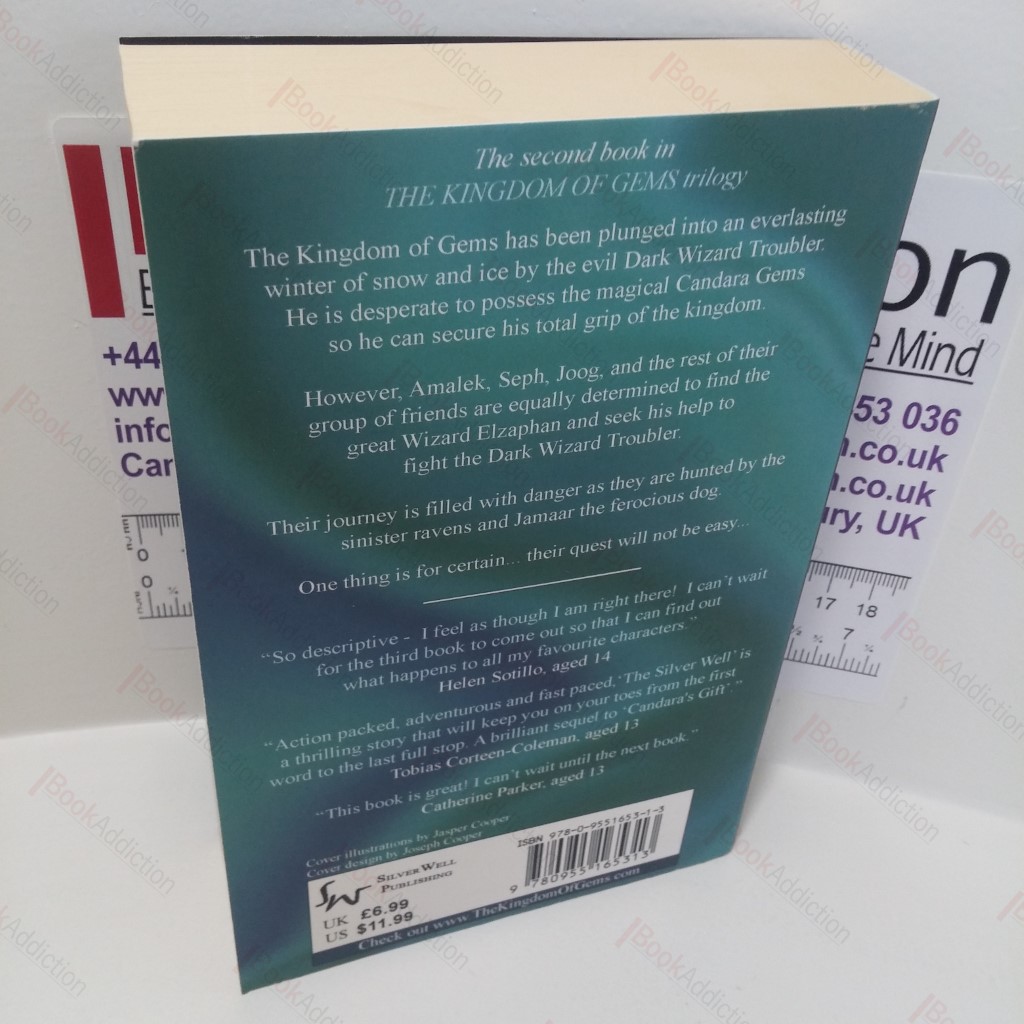 The second book in
THE KINGDOM OF GEMS trilogy
The Kingdom of Gems has been plunged into an everlasting
winter of snow and ice by the evil Dark Wizard Troubler.
He is desperate to possess the magical Candara Gems
so he can secure his total grip of the kingdom.
However, Amalek, Seph, Joog, and the rest of their
group of friends are equally determined to find the
great Wizard Elzaphan and seek his help to
fight the Dark Wizard Troubler.
Their journey is filled with danger as they are hunted by the
sinister ravens and Jamaar the ferocious dog.
One thing is for certain... their quest will not be easy...
“So descriptive - I feel as though I am right there! I can't wait
for the third book to come out so that I can find out
what happens to all my favourite characters.”
Helen Sotillo, aged 14
“Action packed, adventurous and fast paced, ‘The Silver Well’ is
a thrilling story that will keep you on your toes from the first
word to the last full stop. A brilliant sequel to ‘Candara's Gift’.”
Tobias Corteen-Coleman, aged 13
“This book is great! I can't wait until the next book.”
Catherine Parker, aged 13
Cover illustrations by Jasper Cooper
Cover design by Joseph Cooper
SW
SILVERWELL
PUBLISHING
UK £6.99
US $11.99
ISBN 978-0-9551653-1-3
9 780955 165313
Check out www.TheKingdomOfGems.com
+44
ww
info
Car
0
0
on
e Mind
53 036
n.co.uk
n.co.uk
ury, UK
17 18
7
BookAddiction